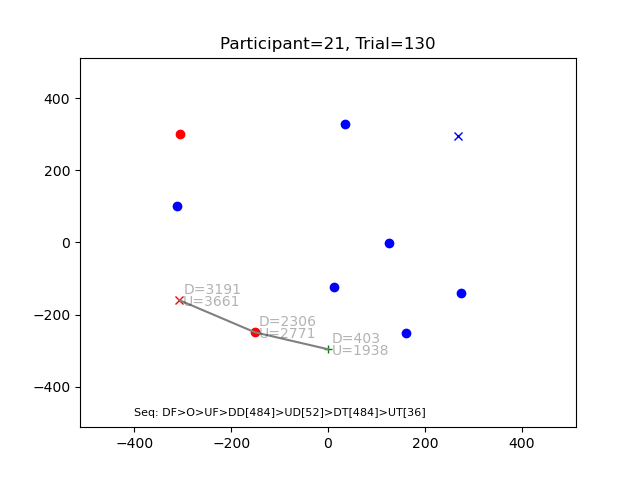 Participant=21, Trial=130
400
200
0
−200
−400
D=3191
U=3661
D=2306
U=2771
D=403
U=1938
Seq: DF>O>UF>DD[484]>UD[52]>DT[484]>UT[36]
−400 −200 0 200 400